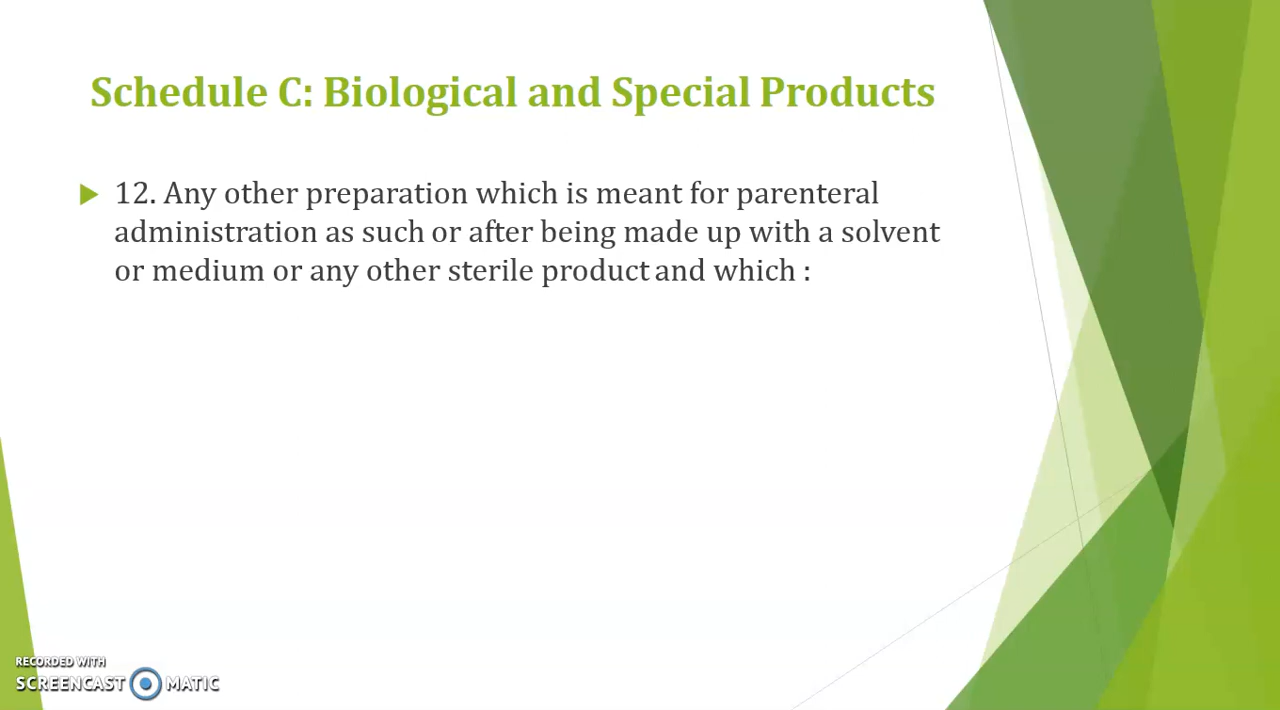 Schedule C: Biological and Special Products
12. Any other preparation which is meant for parenteral
administration as such or after being made up with a solvent
or medium or any other sterile product and which :
RECORDED WITH
SCREENCAST MATIC